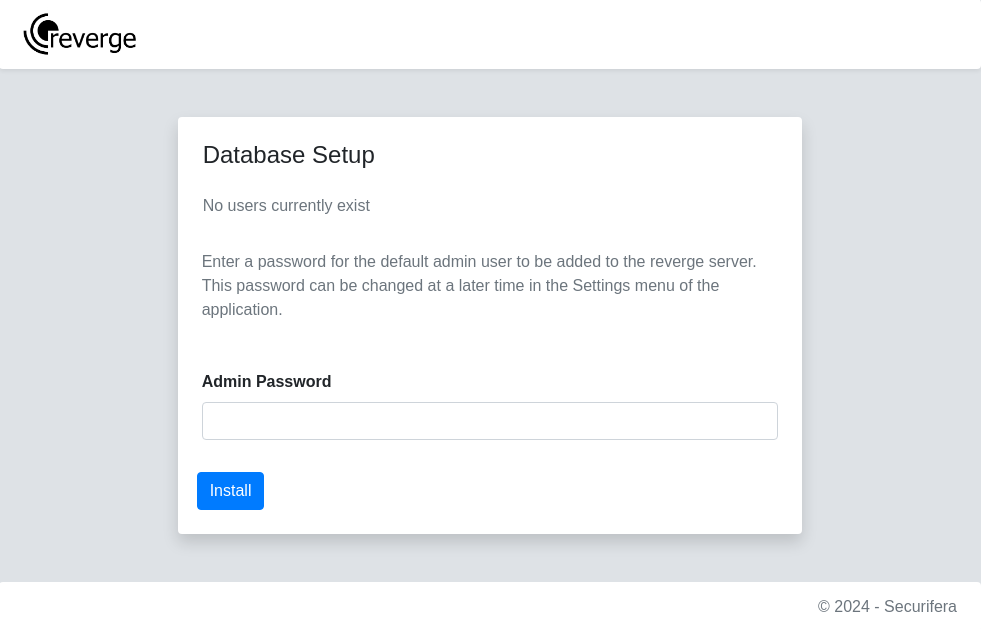 reverge
Database Setup
No users currently exist
Enter a password for the default admin user to be added to the reverge server.
This password can be changed at a later time in the Settings menu of the
application.
Admin Password
Install
© 2024 - Securifera